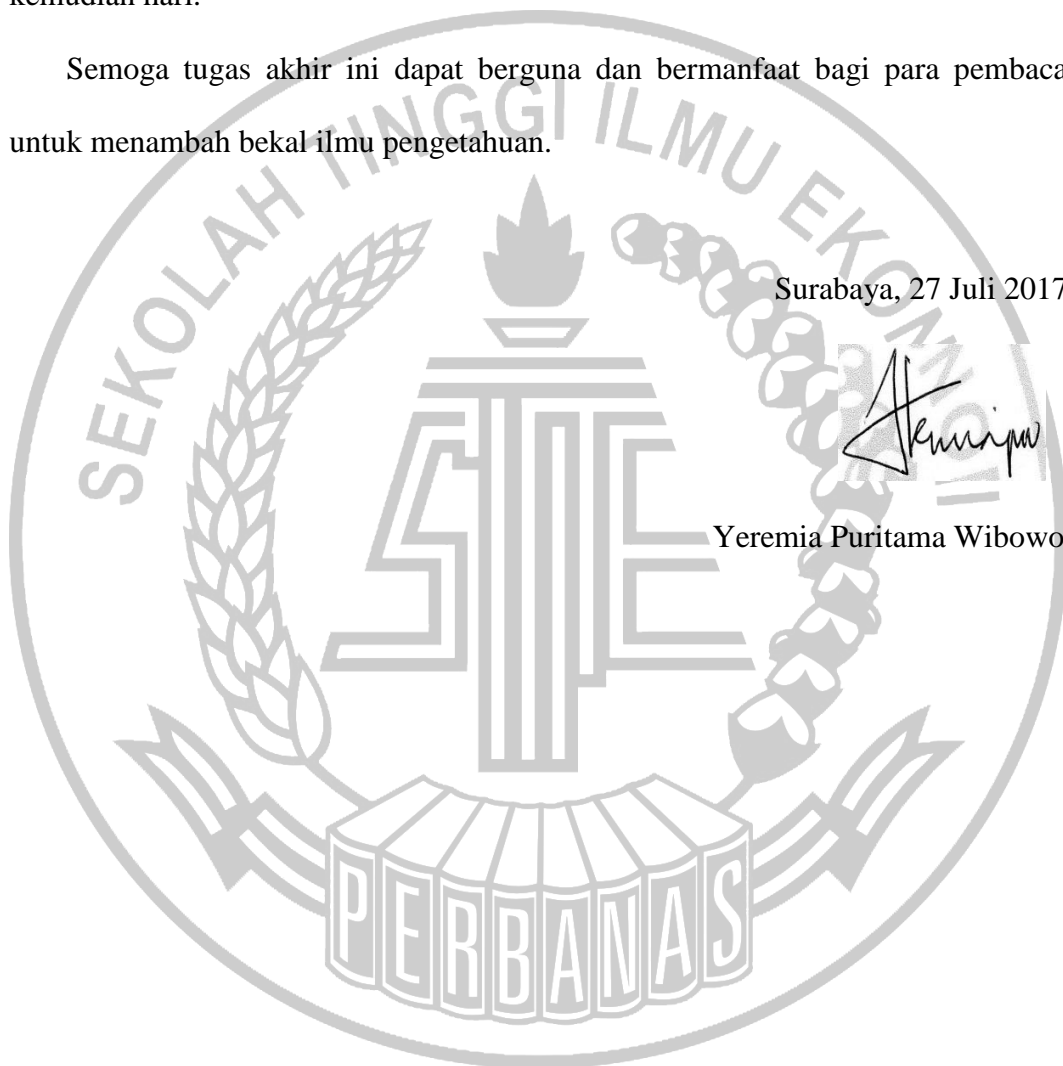 kemudian hari.
Semoga tugas akhir ini dapat berguna dan bermanfaat bagi para pembaca
untuk menambah bekal ilmu pengetahuan.
SEKOLAH TINGGI ILMU EKONOMI
Surabaya, 27 Juli 2017
Yeremia Puritama Wibowo
STIE
PERBANAS